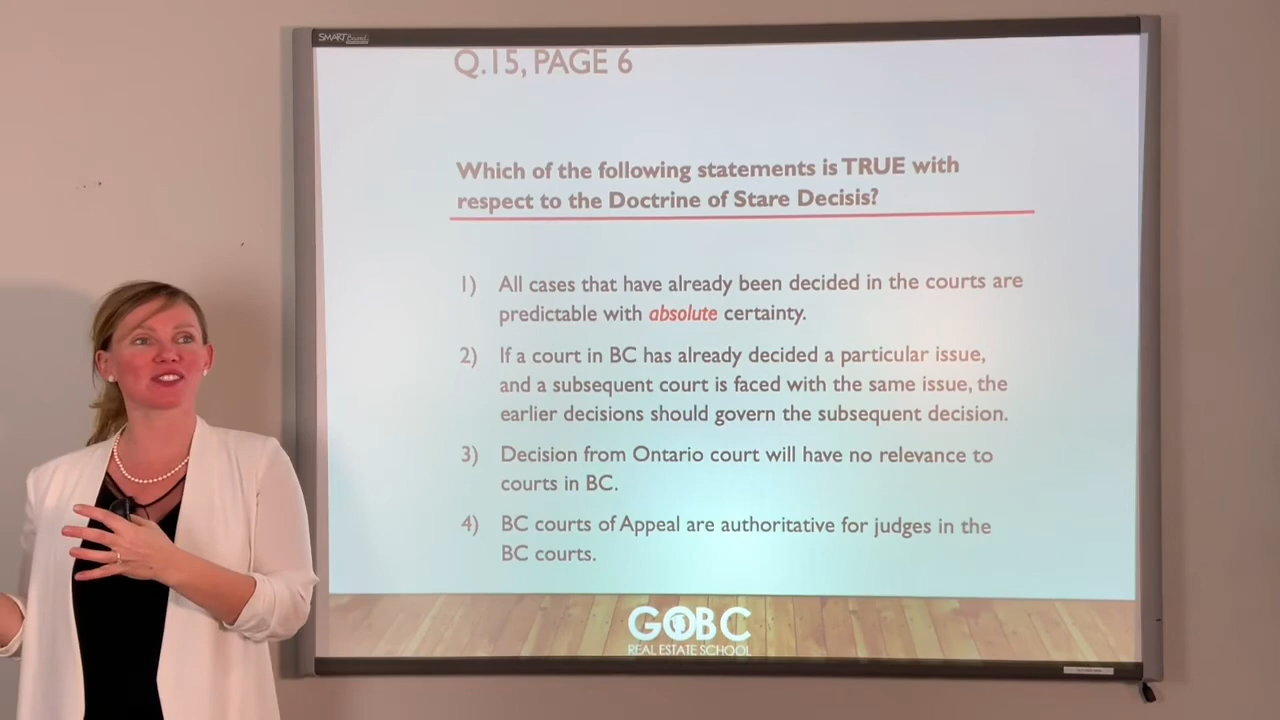 SMART Board
Q.15, PAGE 6
Which of the following statements is TRUE with
respect to the Doctrine of Stare Decisis?
1) All cases that have already been decided in the courts are
predictable with absolute certainty.
2) If a court in BC has already decided a particular issue,
and a subsequent court is faced with the same issue, the
earlier decisions should govern the subsequent decision.
3) Decision from Ontario court will have no relevance to
courts in BC.
4) BC courts of Appeal are authoritative for judges in the
BC courts.
GOBC
REAL ESTATE SCHOOL